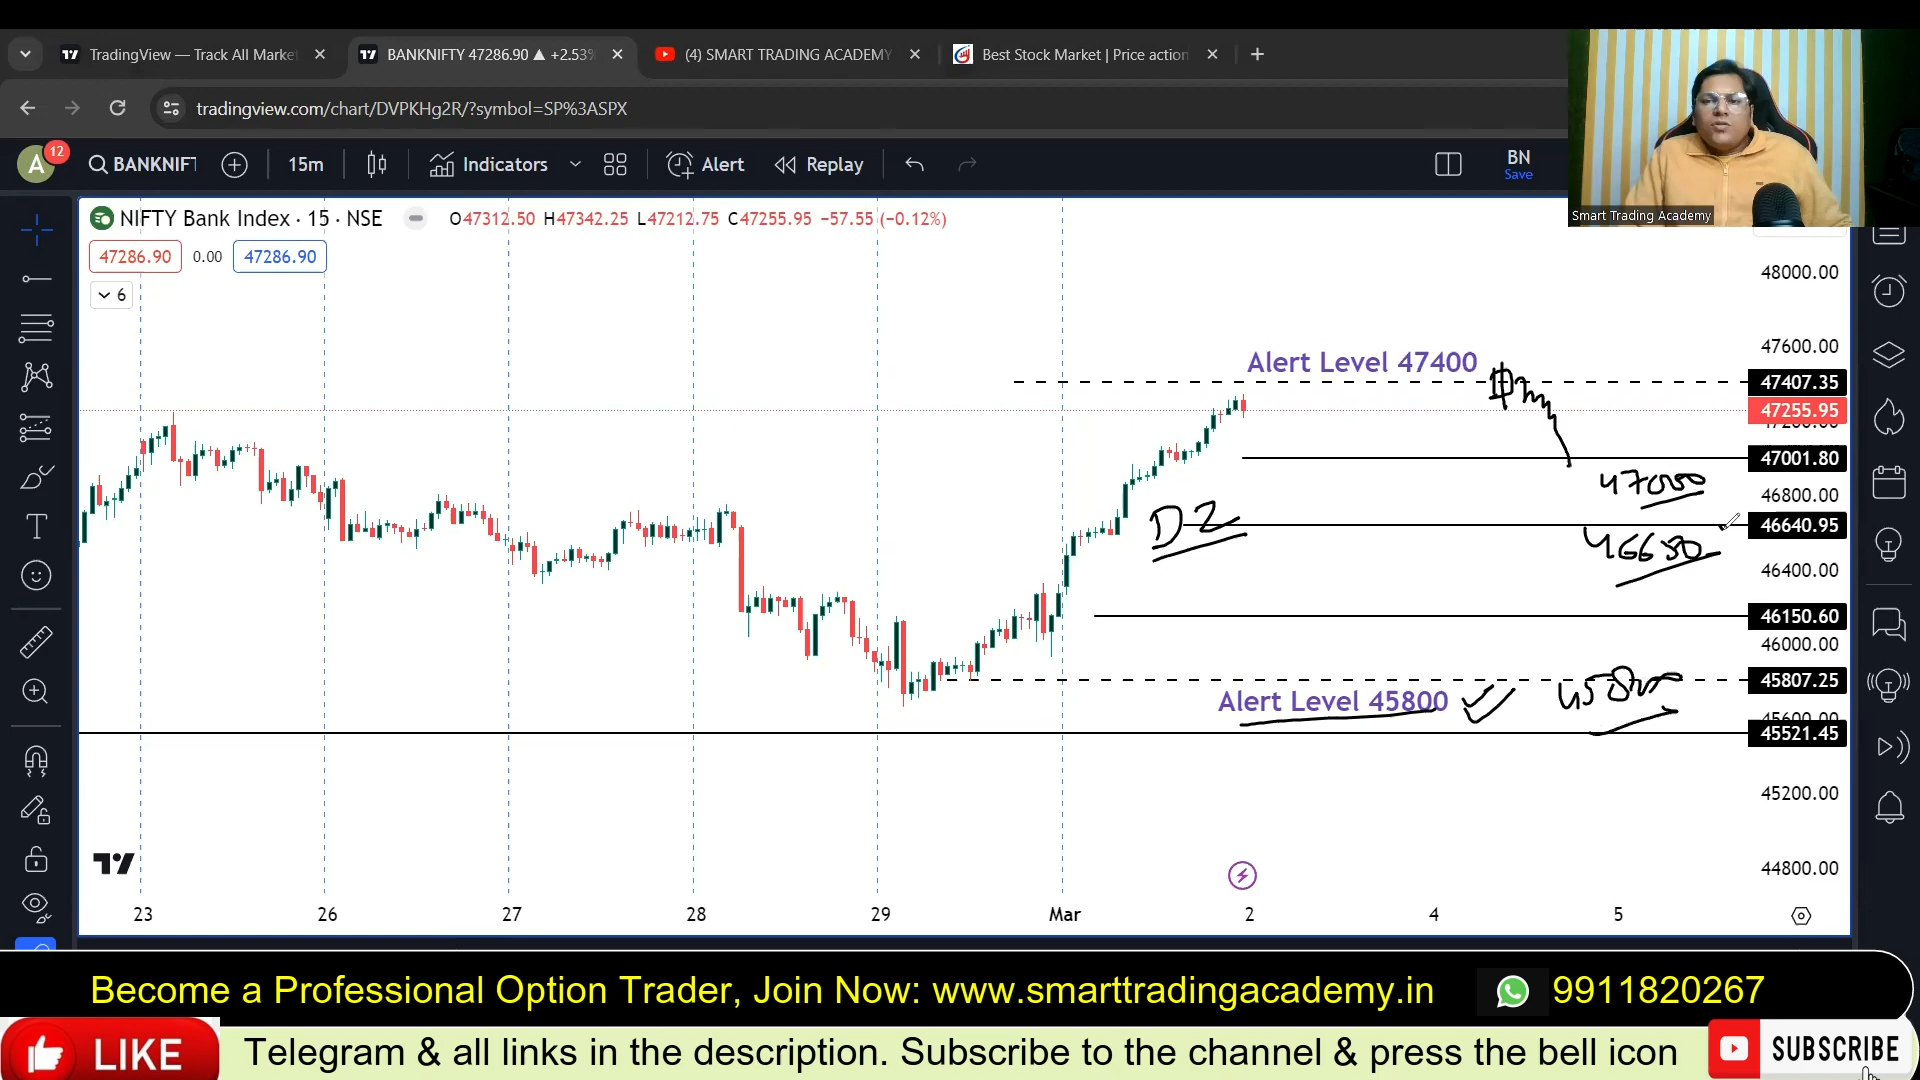 TradingView — Track All Marke
BANKNIFTY 47286.90 ▲ +2.53%
(4) SMART TRADING ACADEMY
Best Stock Market | Price action
tradingview.com/chart/DVPKHg2R/?symbol=SP%3ASPX
A
12
BANKNIFT
15m
Indicators
Alert
Replay
BN
Save
Smart Trading Academy
NIFTY Bank Index · 15 · NSE
O47312.50 H47342.25 L47212.75 C47255.95 −57.55 (−0.12%)
47286.90 0.00 47286.90
6
48000.00
47600.00
Alert Level 47400
47407.35
47255.95
47001.80
47000
46800.00
DZ
46640.95
46400.00
46150.60
46000.00
45807.25
Alert Level 45800
45600.00
45521.45
45200.00
44800.00
23 26 27 28 29 Mar 2 4 5
Become a Professional Option Trader, Join Now: www.smarttradingacademy.in 9911820267
LIKE
Telegram & all links in the description. Subscribe to the channel & press the bell icon
SUBSCRIBE